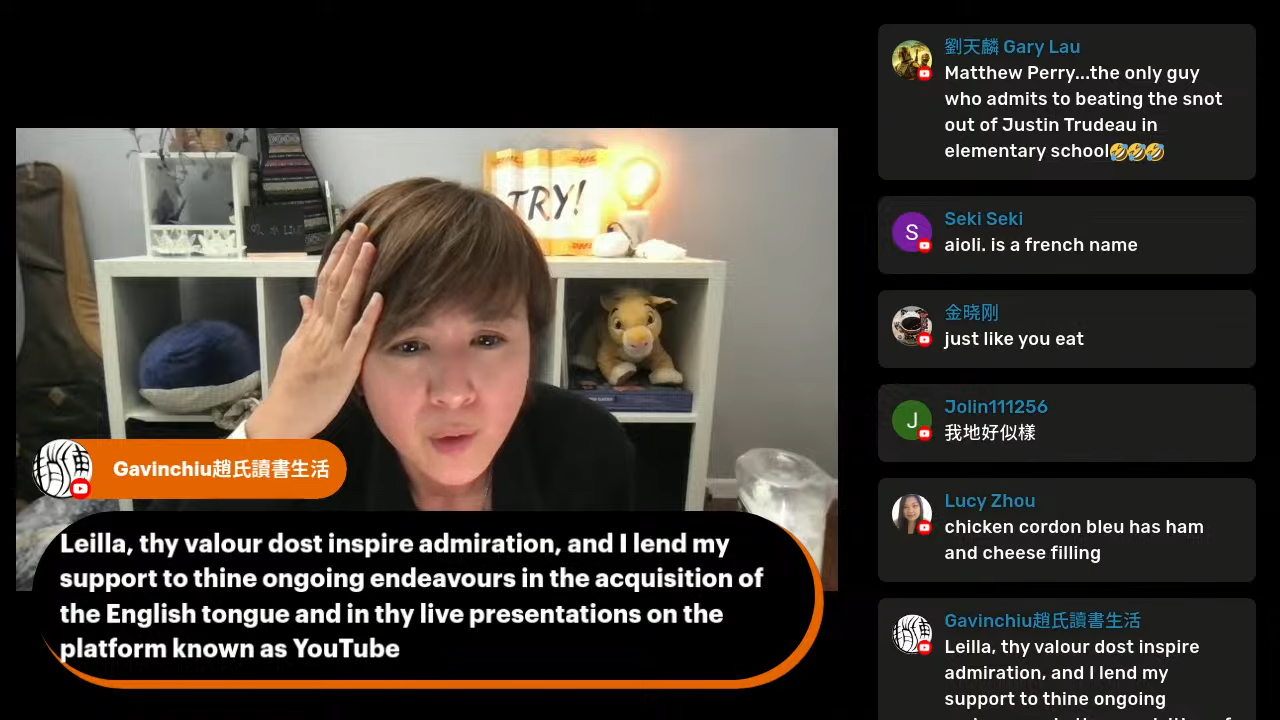 劉天麟 Gary Lau
Matthew Perry...the only guy
who admits to beating the snot
out of Justin Trudeau in
elementary school🤣🤣🤣
Seki Seki
aioli. is a french name
金晓刚
just like you eat
Jolin111256
我地好似樣
Lucy Zhou
chicken cordon bleu has ham
and cheese filling
Gavinchiu趙氏讀書生活
Leilla, thy valour dost inspire
admiration, and I lend my
support to thine ongoing
TRY!
Gavinchiu趙氏讀書生活
Leilla, thy valour dost inspire admiration, and I lend my
support to thine ongoing endeavours in the acquisition of
the English tongue and in thy live presentations on the
platform known as YouTube